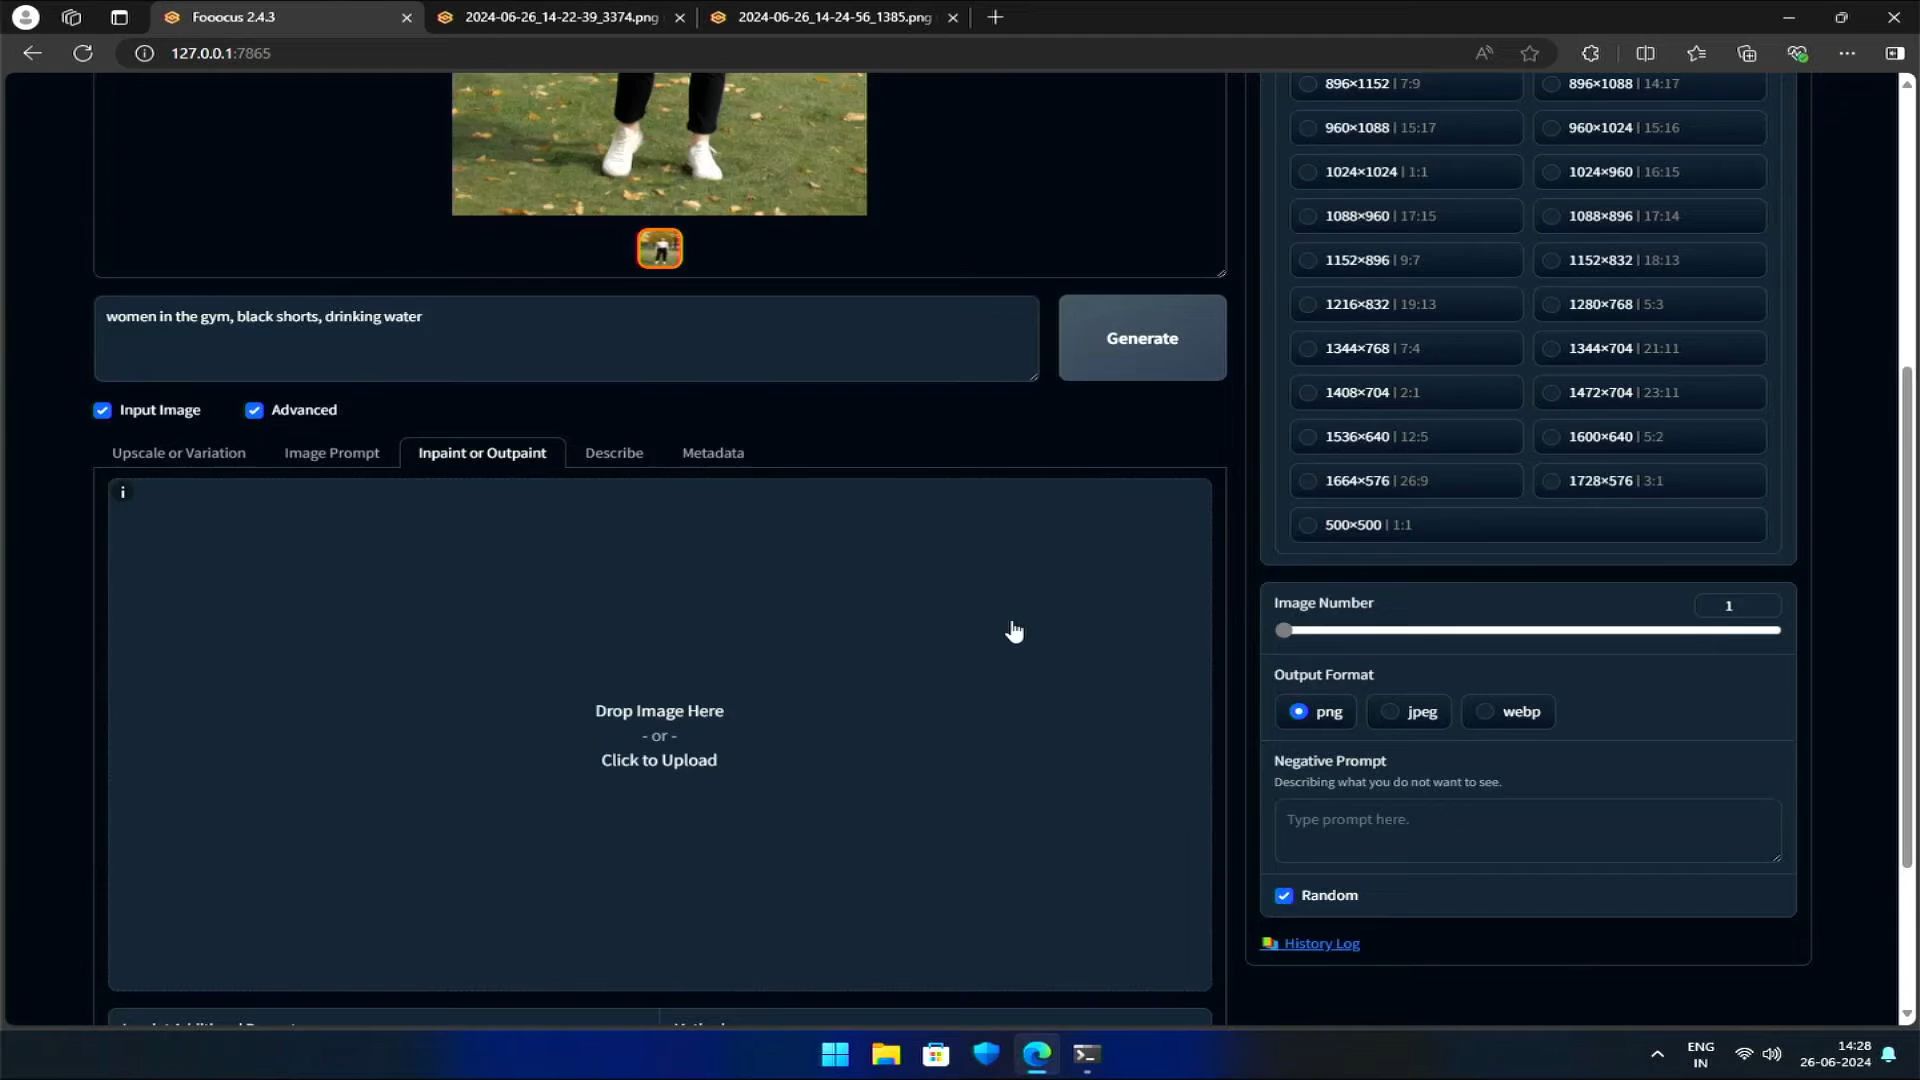 Fooocus 2.4.3
2024-06-26_14-22-39_3374.png
2024-06-26_14-24-56_1385.png
127.0.0.1:7865
896×1152 | 7:9
896×1088 | 14:17
960×1088 | 15:17
960×1024 | 15:16
1024×1024 | 1:1
1024×960 | 16:15
1088×960 | 17:15
1088×896 | 17:14
1152×896 | 9:7
1152×832 | 18:13
1216×832 | 19:13
1280×768 | 5:3
1344×768 | 7:4
1344×704 | 21:11
1408×704 | 2:1
1472×704 | 23:11
1536×640 | 12:5
1600×640 | 5:2
1664×576 | 26:9
1728×576 | 3:1
500×500 | 1:1
women in the gym, black shorts, drinking water
Generate
Input Image
Advanced
Upscale or Variation
Image Prompt
Inpaint or Outpaint
Describe
Metadata
i
Drop Image Here
- or -
Click to Upload
Image Number
1
Output Format
png
jpeg
webp
Negative Prompt
Describing what you do not want to see.
Type prompt here.
Random
History Log
ENG
IN
14:28
26-06-2024